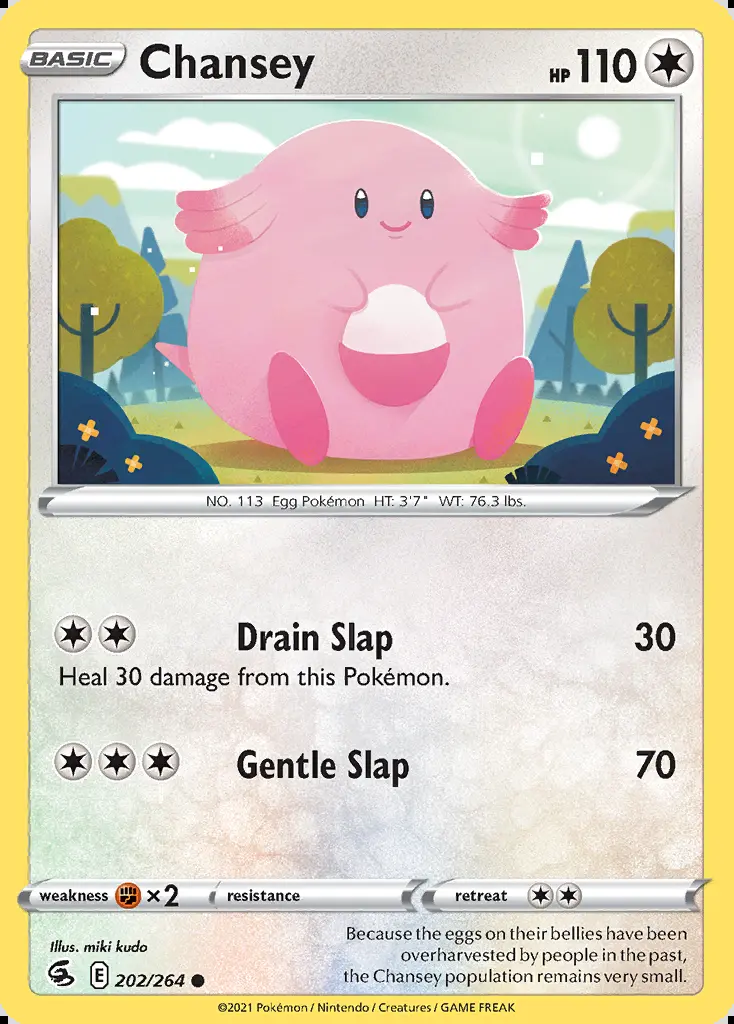 BASIC Chansey HP 110
NO. 113 Egg Pokémon HT: 3'7" WT: 76.3 lbs.
Drain Slap 30
Heal 30 damage from this Pokémon.
Gentle Slap 70
weakness ×2 resistance retreat
Illus. miki kudo
Because the eggs on their bellies have been
overharvested by people in the past,
the Chansey population remains very small.
E 202/264
©2021 Pokémon / Nintendo / Creatures / GAME FREAK